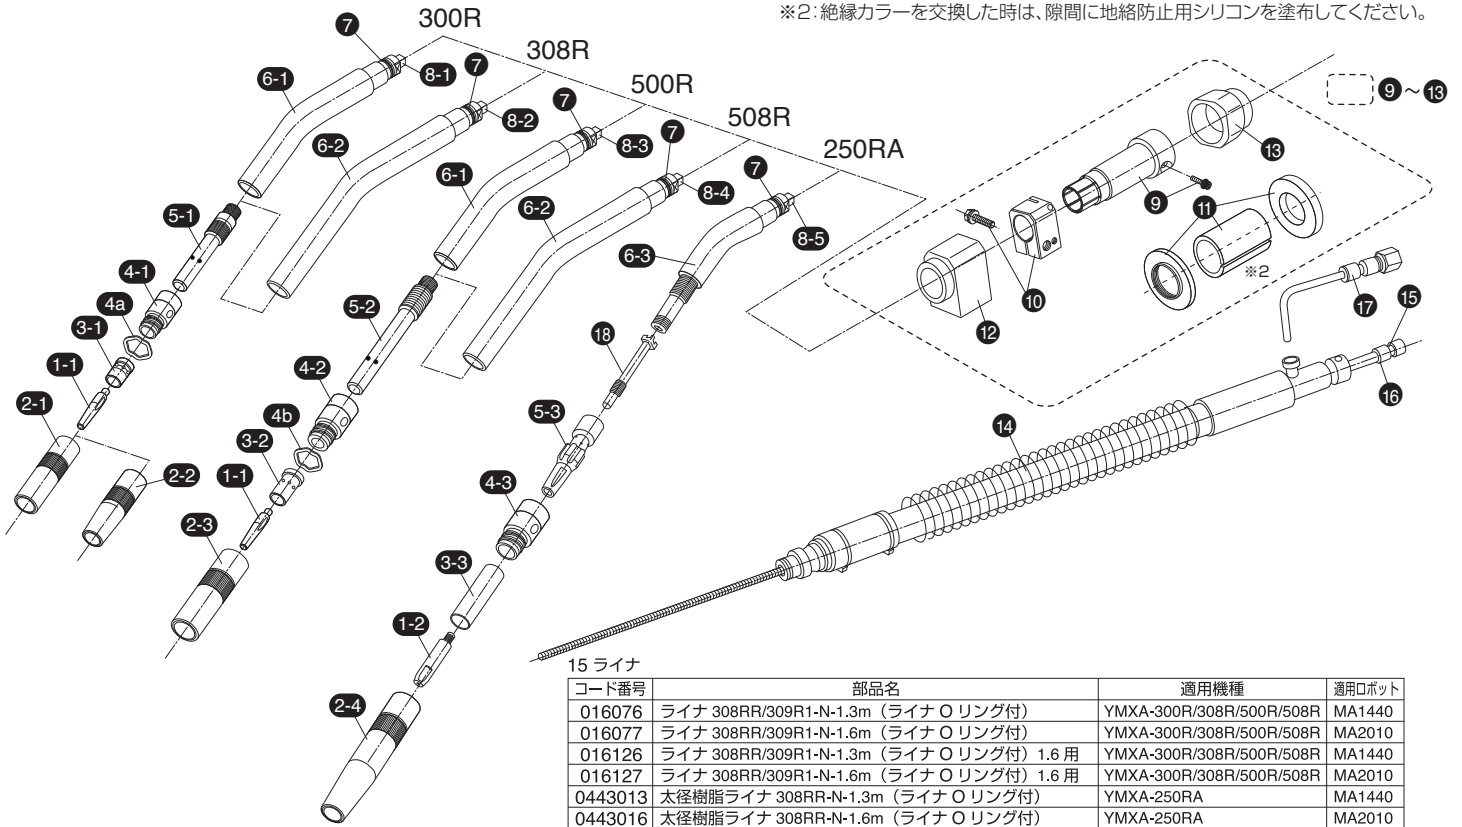 ※2：絶縁カラーを交換した時は、隙間に地絡防止用シリコンを塗布してください。
300R
308R
500R
508R
250RA
7
8-1
6-1
7
8-2
6-2
7
8-3
6-1
7
8-4
6-2
7
8-5
6-3
5-1
4-1
4a
3-1
1-1
2-1
2-2
5-2
4-2
4b
3-2
1-1
2-3
18
5-3
4-3
3-3
1-2
2-4
9 ～ 13
13
9
11
※2
10
12
17
15
16
14
15 ライナ
コード番号 部品名 適用機種 適用ロボット
016076 ライナ 308RR/309R1-N-1.3m（ライナ O リング付） YMXA-300R/308R/500R/508R MA1440
016077 ライナ 308RR/309R1-N-1.6m（ライナ O リング付） YMXA-300R/308R/500R/508R MA2010
016126 ライナ 308RR/309R1-N-1.3m（ライナ O リング付）1.6 用 YMXA-300R/308R/500R/508R MA1440
016127 ライナ 308RR/309R1-N-1.6m（ライナ O リング付）1.6 用 YMXA-300R/308R/500R/508R MA2010
0443013 太径樹脂ライナ 308RR-N-1.3m（ライナ O リング付） YMXA-250RA MA1440
0443016 太径樹脂ライナ 308RR-N-1.6m（ライナ O リング付） YMXA-250RA MA2010